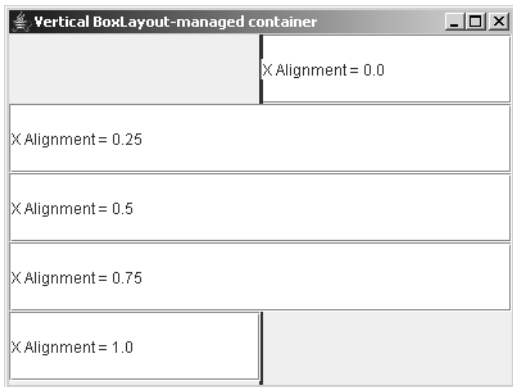 Vertical BoxLayout-managed container
X Alignment = 0.0
X Alignment = 0.25
X Alignment = 0.5
X Alignment = 0.75
X Alignment = 1.0